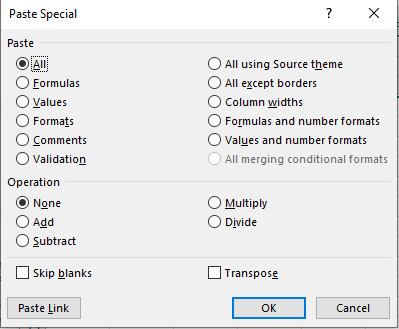 Paste Special
?
Paste
All
All using Source theme
Formulas
All except borders
Values
Column widths
Formats
Formulas and number formats
Comments
Values and number formats
Validation
All merging conditional formats
Operation
None
Multiply
Add
Divide
Subtract
Skip blanks
Transpose
Paste Link
OK
Cancel